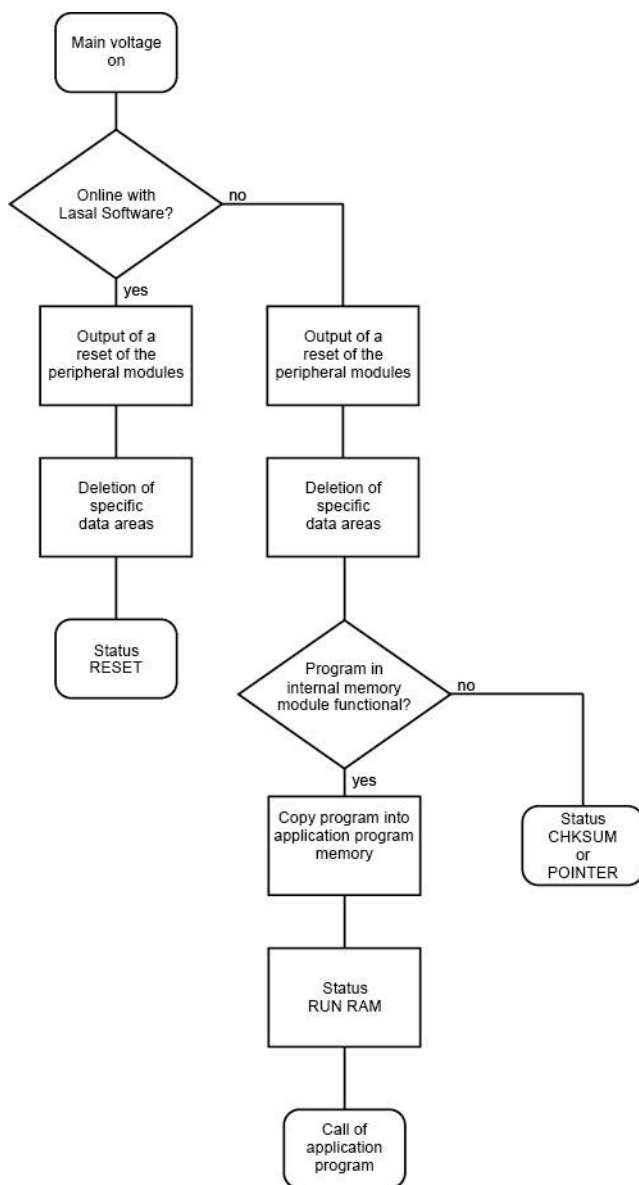 Main voltage
on
Online with
Lasal Software?
no
yes
Output of a
reset of the
peripheral modules
Output of a
reset of the
peripheral modules
Deletion of
specific
data areas
Deletion of
specific
data areas
Status
RESET
Program in
internal memory
module functional?
no
yes
Copy program into
application program
memory
Status
CHKSUM
or
POINTER
Status
RUN RAM
Call of
application
program